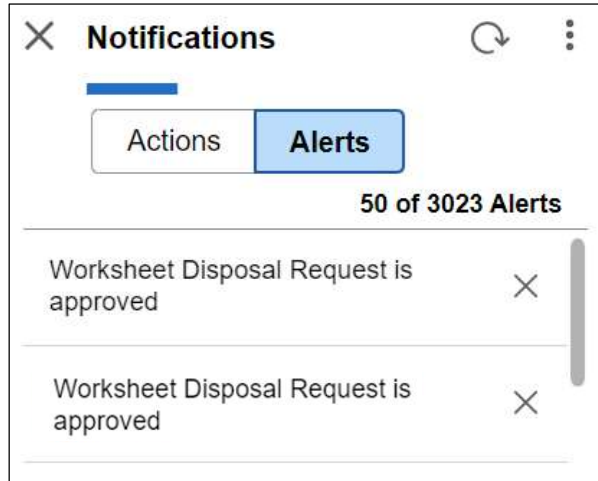 Notifications
Actions
Alerts
50 of 3023 Alerts
Worksheet Disposal Request is
approved
Worksheet Disposal Request is
approved